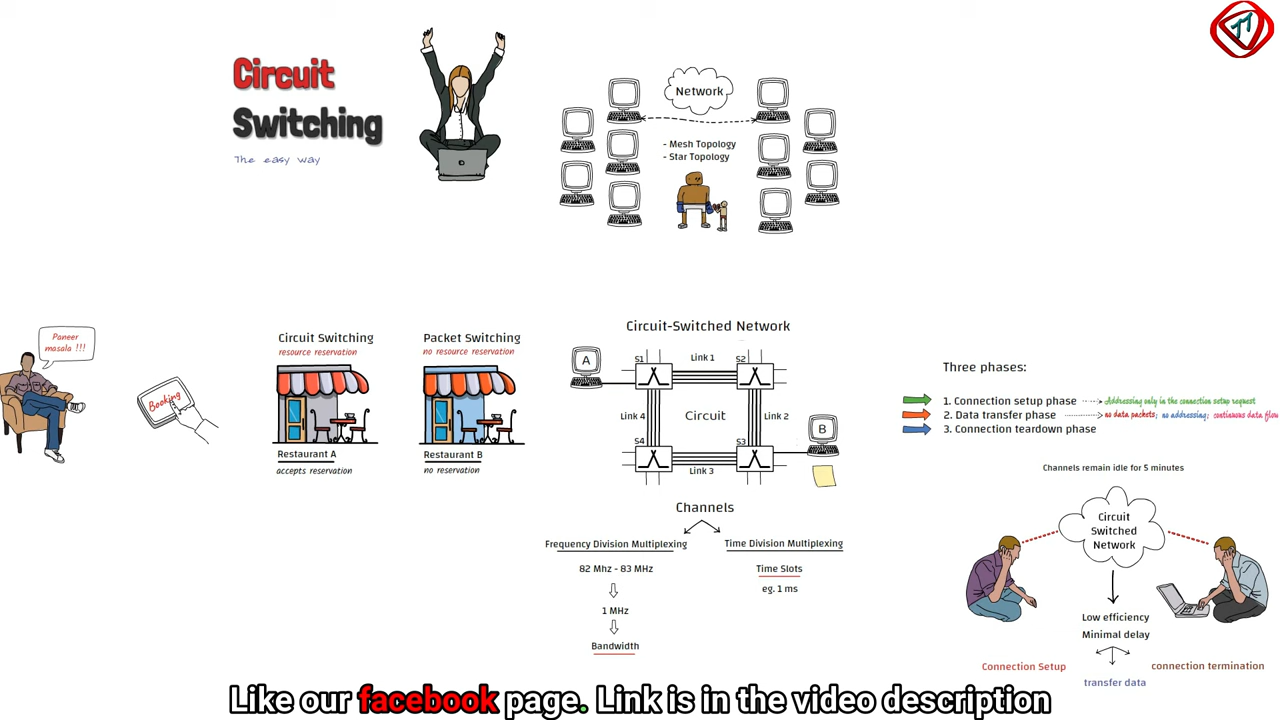 Circuit
Switching
The easy way
Network
- Mesh Topology
- Star Topology
Paneer
masala !!!
Booking
Circuit Switching
resource reservation
Restaurant A
accepts reservation
Packet Switching
no resource reservation
Restaurant B
no reservation
Circuit-Switched Network
A
S1
Link 1
S2
Link 4
Circuit
Link 2
B
S4
S3
Link 3
Channels
Frequency Division Multiplexing
82 Mhz - 83 MHz
1 MHz
Bandwidth
Time Division Multiplexing
Time Slots
eg. 1 ms
Three phases:
1. Connection setup phase Addressing only in the connection setup request
2. Data transfer phase no data packets; no addressing; continuous data flow
3. Connection teardown phase
Channels remain idle for 5 minutes
Circuit
Switched
Network
Low efficiency
Minimal delay
Connection Setup
transfer data
connection termination
Like our facebook page. Link is in the video description